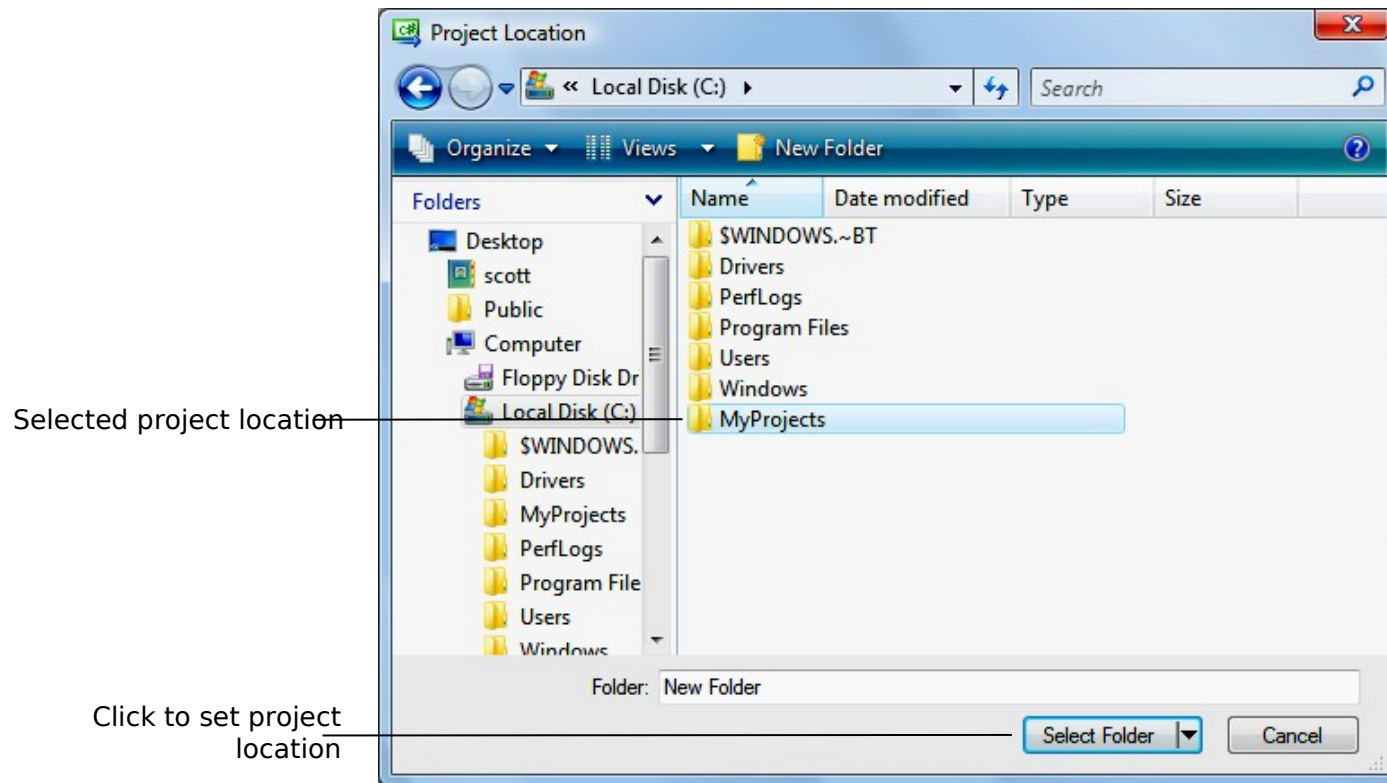 Project Location
« Local Disk (C:)
Search
Organize Views New Folder
Folders
Name Date modified Type Size
Desktop
scott
Public
Computer
Floppy Disk Dr
Local Disk (C:)
$WINDOWS.
Drivers
MyProjects
PerfLogs
Program File
Users
Windows
$WINDOWS.~BT
Drivers
PerfLogs
Program Files
Users
Windows
MyProjects
Selected project location
Folder: New Folder
Click to set project
location
Select Folder Cancel